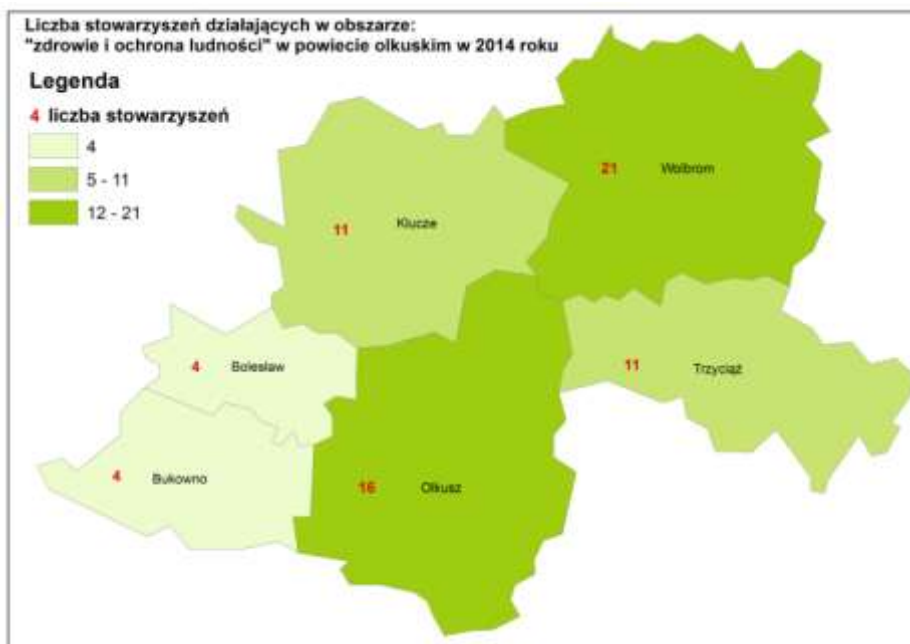 Liczba stowarzyszeń działających w obszarze:
"zdrowie i ochrona ludności" w powiecie olkuskim w 2014 roku
Legenda
4 liczba stowarzyszeń
4
5 - 11
12 - 21
21 Wolbrom
11 Klucze
4 Bolesław
11 Trzyciąż
4 Bukowno
16 Olkusz